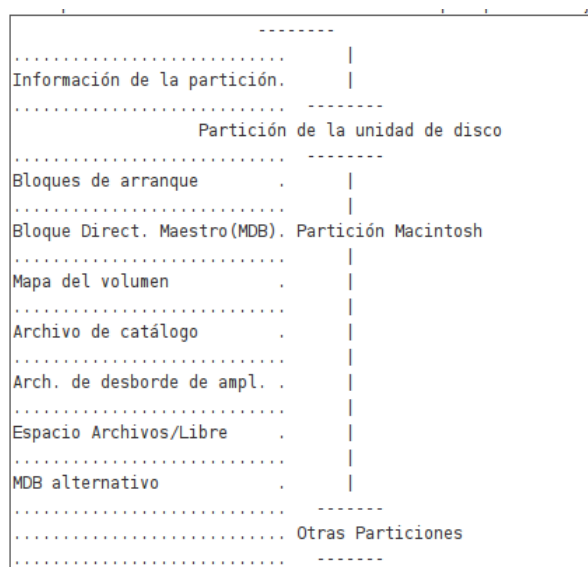 --------
............................ |
Información de la partición. |
............................ --------
Partición de la unidad de disco
............................ --------
Bloques de arranque . |
............................ |
Bloque Direct. Maestro(MDB). Partición Macintosh
............................ |
Mapa del volumen . |
............................ |
Archivo de catálogo . |
............................ |
Arch. de desborde de ampl. . |
............................ |
Espacio Archivos/Libre . |
............................ |
MDB alternativo . |
............................ -------
............................ Otras Particiones
............................ -------